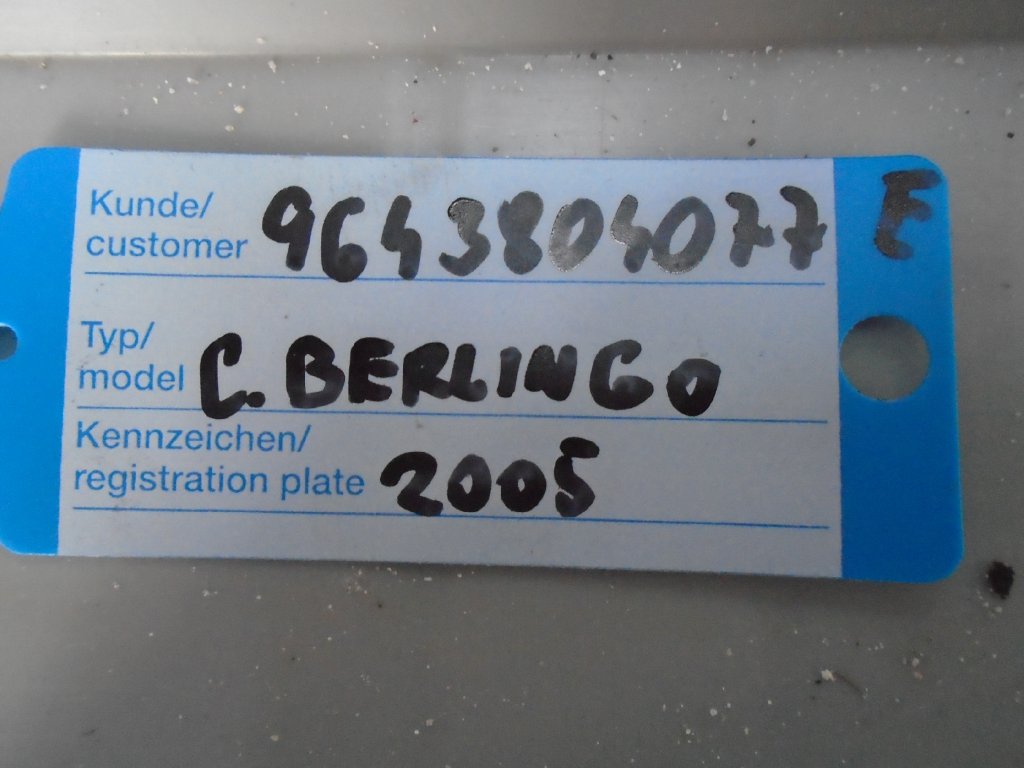 Kunde/
customer 9643804077 E
Typ/
model C. BERLINGO
Kennzeichen/
registration plate 2005